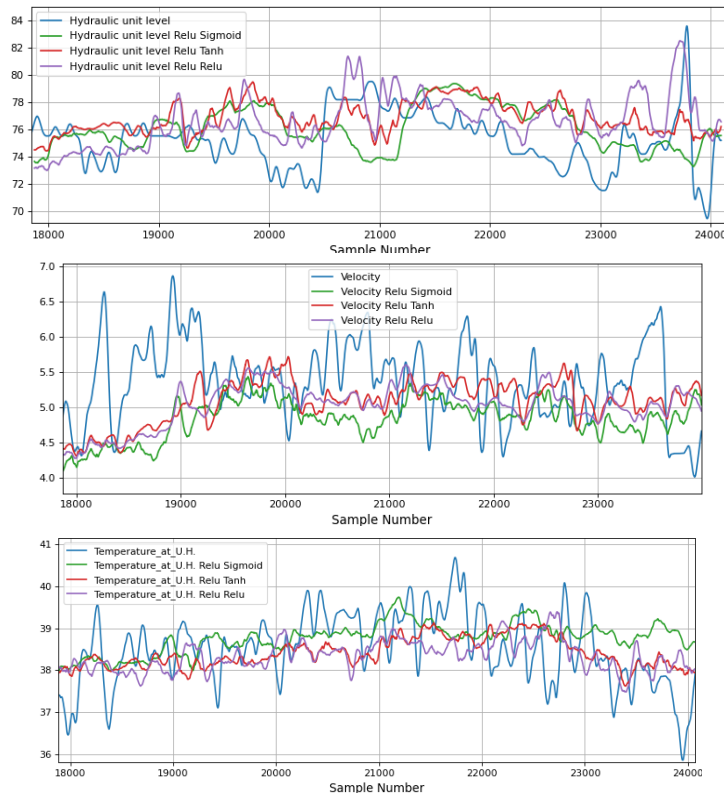 84
82
80
78
76
74
72
70
Hydraulic unit level
Hydraulic unit level Relu Sigmoid
Hydraulic unit level Relu Tanh
Hydraulic unit level Relu Relu
18000 19000 20000 21000 22000 23000 24000
Sample Number
7.0
6.5
6.0
5.5
5.0
4.5
4.0
Velocity
Velocity Relu Sigmoid
Velocity Relu Tanh
Velocity Relu Relu
18000 19000 20000 21000 22000 23000
Sample Number
41
40
39
38
37
36
Temperature_at_U.H.
Temperature_at_U.H. Relu Sigmoid
Temperature_at_U.H. Relu Tanh
Temperature_at_U.H. Relu Relu
18000 19000 20000 21000 22000 23000 24000
Sample Number